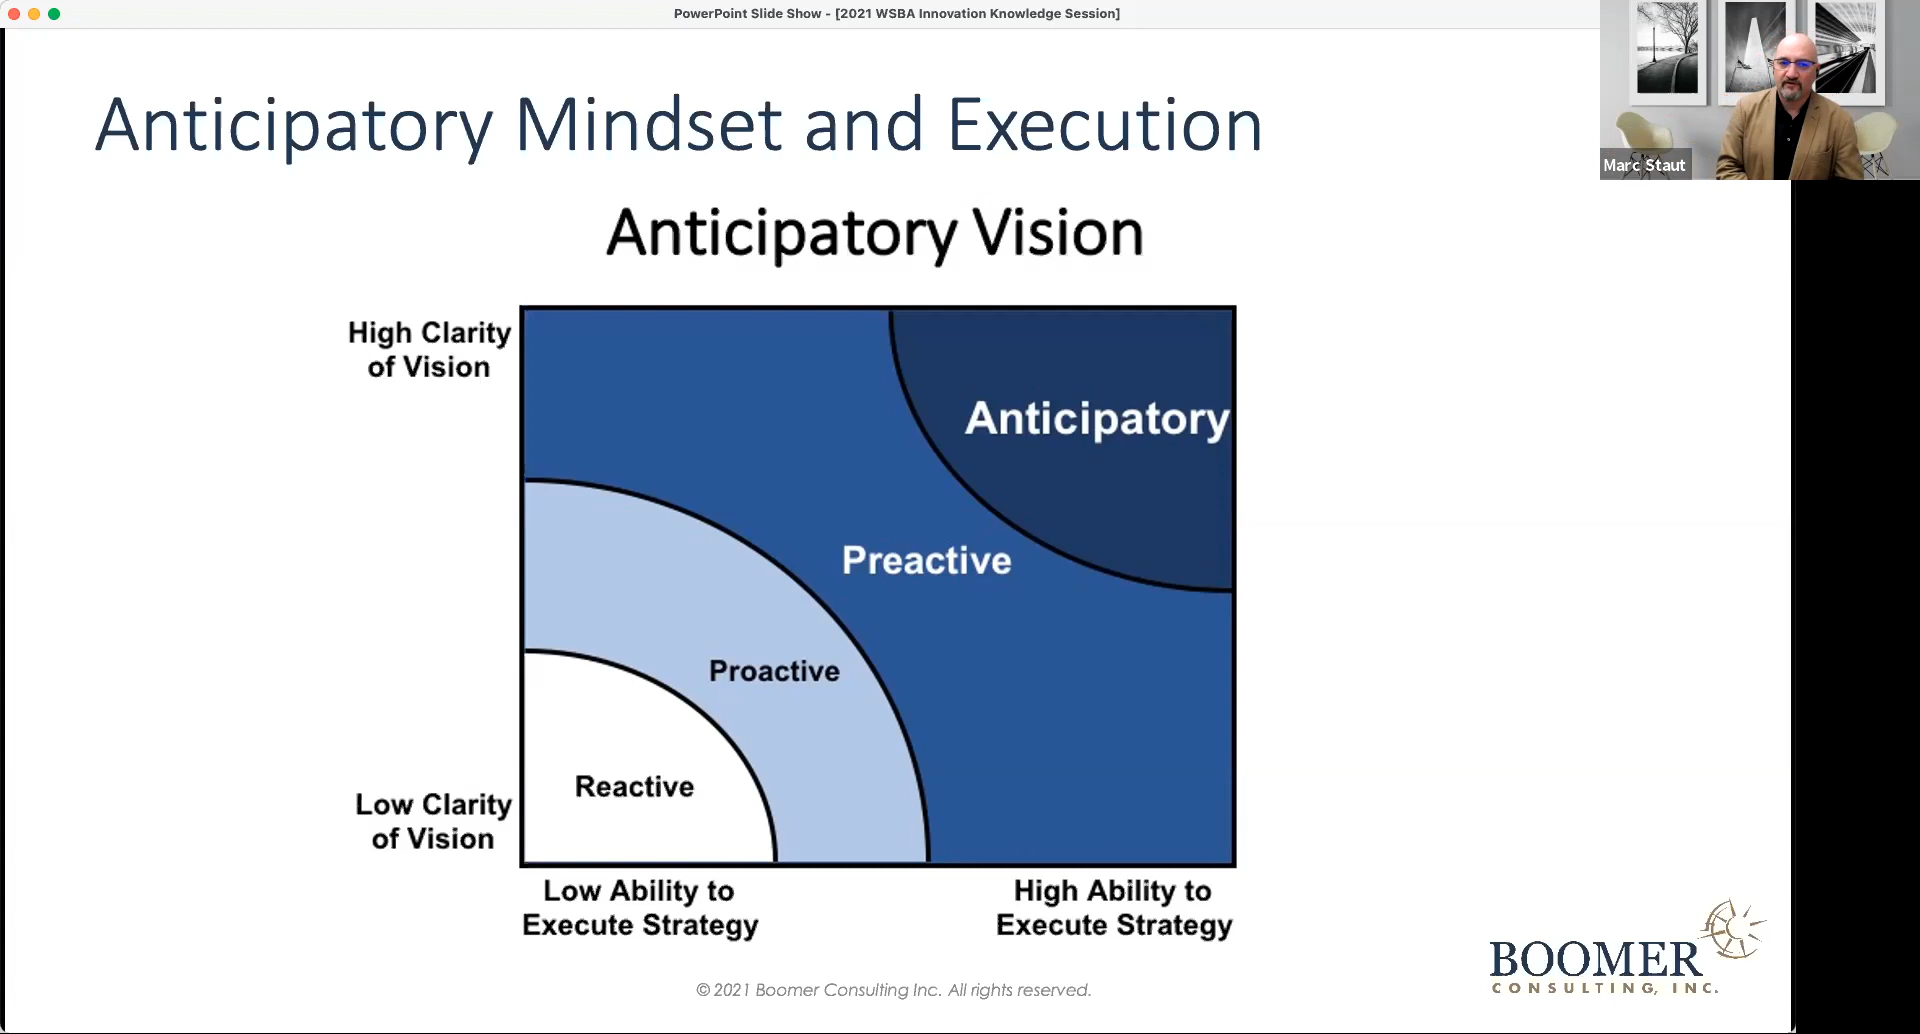 PowerPoint Slide Show - [2021 WSBA Innovation Knowledge Session]
Marc Staut
Anticipatory Mindset and Execution
Anticipatory Vision
High Clarity
of Vision
Anticipatory
Preactive
Proactive
Reactive
Low Clarity
of Vision
Low Ability to
Execute Strategy
High Ability to
Execute Strategy
© 2021 Boomer Consulting Inc. All rights reserved.
BOOMER
CONSULTING, INC.